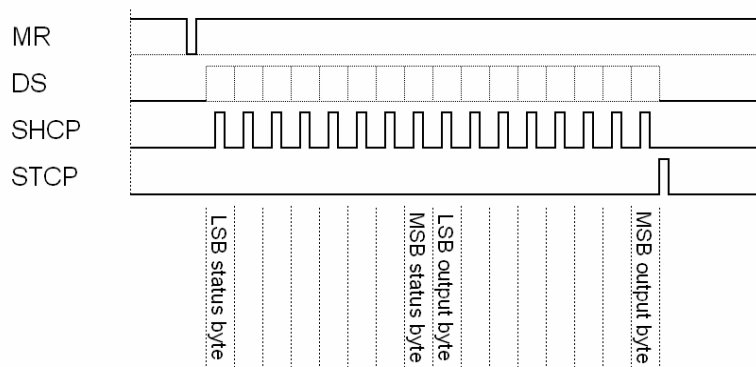 MR
DS
SHCP
STCP
LSB status byte
MSB status byte
LSB output byte
MSB output byte